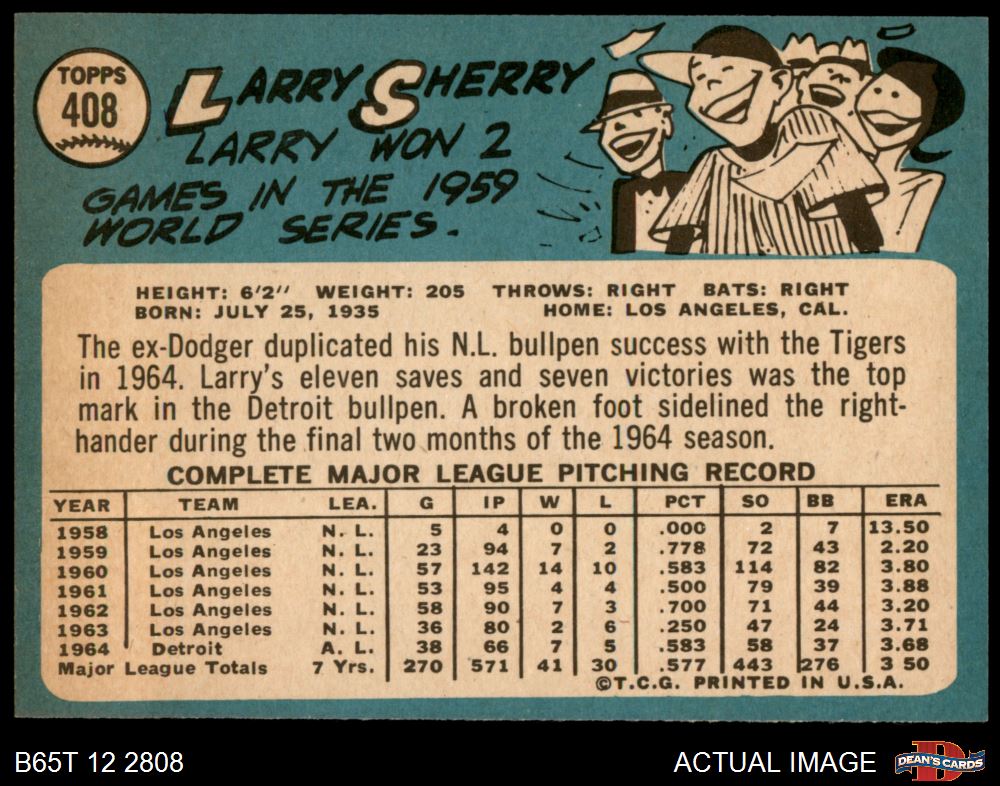 TOPPS
408
LARRY SHERRY
LARRY WON 2
GAMES IN THE 1959
WORLD SERIES.
HEIGHT: 6'2" WEIGHT: 205 THROWS: RIGHT BATS: RIGHT
BORN: JULY 25, 1935 HOME: LOS ANGELES, CAL.
The ex-Dodger duplicated his N.L. bullpen success with the Tigers
in 1964. Larry's eleven saves and seven victories was the top
mark in the Detroit bullpen. A broken foot sidelined the right-
hander during the final two months of the 1964 season.
COMPLETE MAJOR LEAGUE PITCHING RECORD
YEAR TEAM LEA. G IP W L PCT SO BB ERA
1958 Los Angeles N. L. 5 4 0 0 .000 2 7 13.50
1959 Los Angeles N. L. 23 94 7 2 .778 72 43 2.20
1960 Los Angeles N. L. 57 142 14 10 .583 114 82 3.80
1961 Los Angeles N. L. 53 95 4 4 .500 79 39 3.88
1962 Los Angeles N. L. 58 90 7 3 .700 71 44 3.20
1963 Los Angeles N. L. 36 80 2 6 .250 47 24 3.71
1964 Detroit A. L. 38 66 7 5 .583 58 37 3.68
Major League Totals 7 Yrs. 270 571 41 30 .577 443 276 3 50
©T.C.G. PRINTED IN U.S.A.
B65T 12 2808 ACTUAL IMAGE DEAN'S CARDS